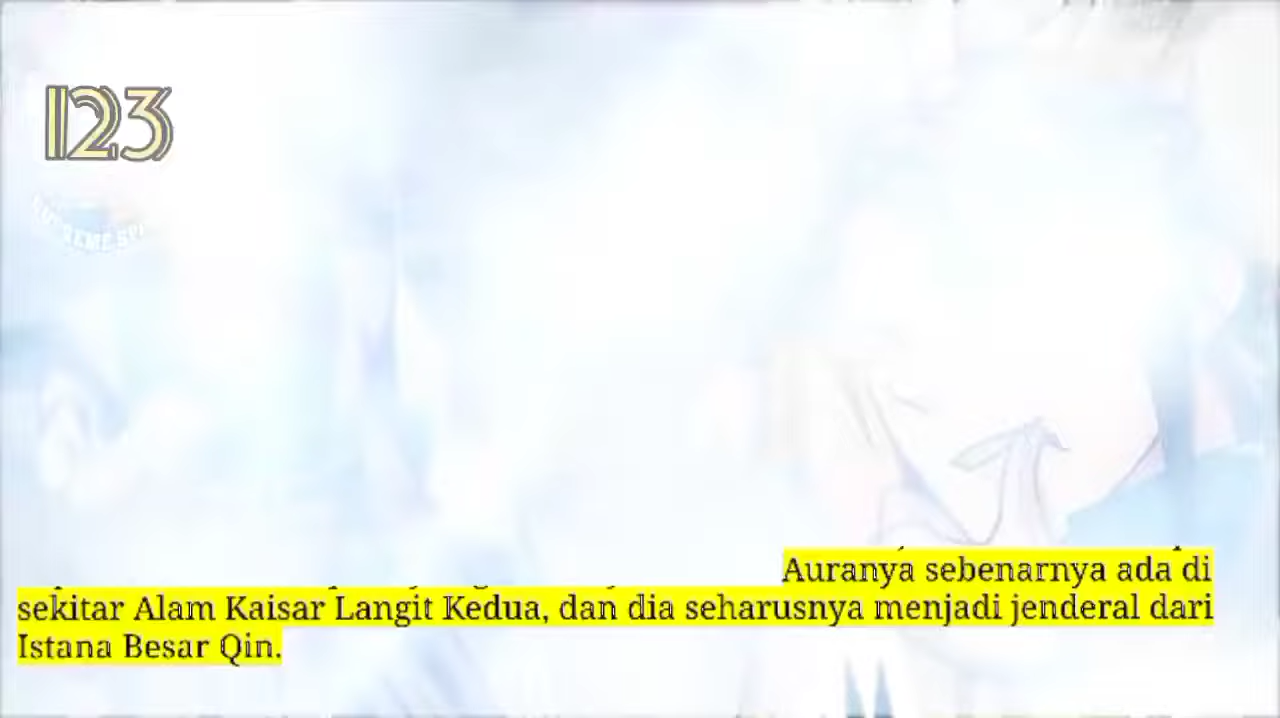 123
Auranya sebenarnya ada di
sekitar Alam Kaisar Langit Kedua, dan dia seharusnya menjadi jenderal dari
Istana Besar Qin.